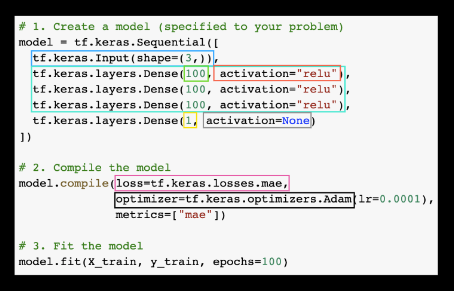 # 1. Create a model (specified to your problem)
model = tf.keras.Sequential([
  tf.keras.Input(shape=(3,)),
  tf.keras.layers.Dense(100, activation="relu"),
  tf.keras.layers.Dense(100, activation="relu"),
  tf.keras.layers.Dense(100, activation="relu"),
  tf.keras.layers.Dense(1, activation=None)
])
# 2. Compile the model
model.compile(loss=tf.keras.losses.mae,
              optimizer=tf.keras.optimizers.Adam(lr=0.0001),
              metrics=["mae"])
# 3. Fit the model
model.fit(X_train, y_train, epochs=100)